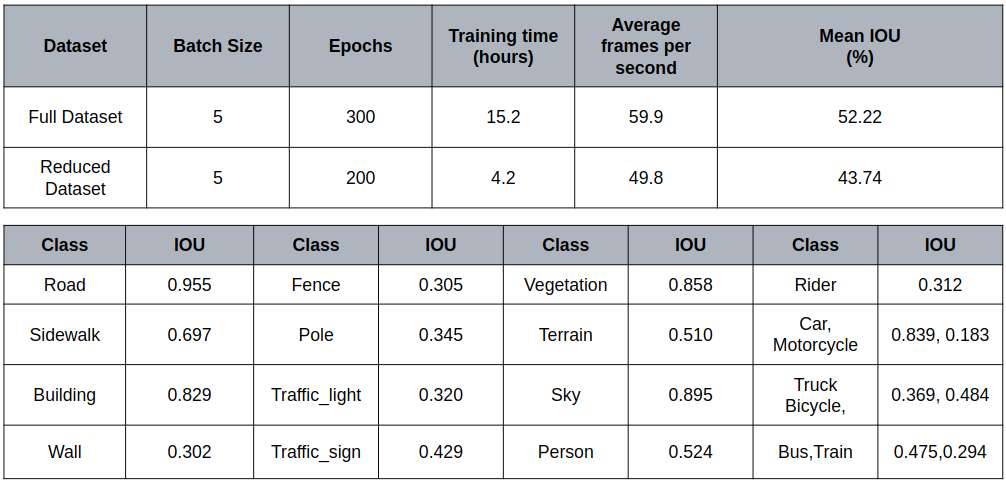 Dataset Batch Size Epochs Training time (hours) Average frames per second Mean IOU (%)
Full Dataset 5 300 15.2 59.9 52.22
Reduced Dataset 5 200 4.2 49.8 43.74
Class IOU Class IOU Class IOU Class IOU
Road 0.955 Fence 0.305 Vegetation 0.858 Rider 0.312
Sidewalk 0.697 Pole 0.345 Terrain 0.510 Car, Motorcycle 0.839, 0.183
Building 0.829 Traffic_light 0.320 Sky 0.895 Truck Bicycle, 0.369, 0.484
Wall 0.302 Traffic_sign 0.429 Person 0.524 Bus,Train 0.475,0.294